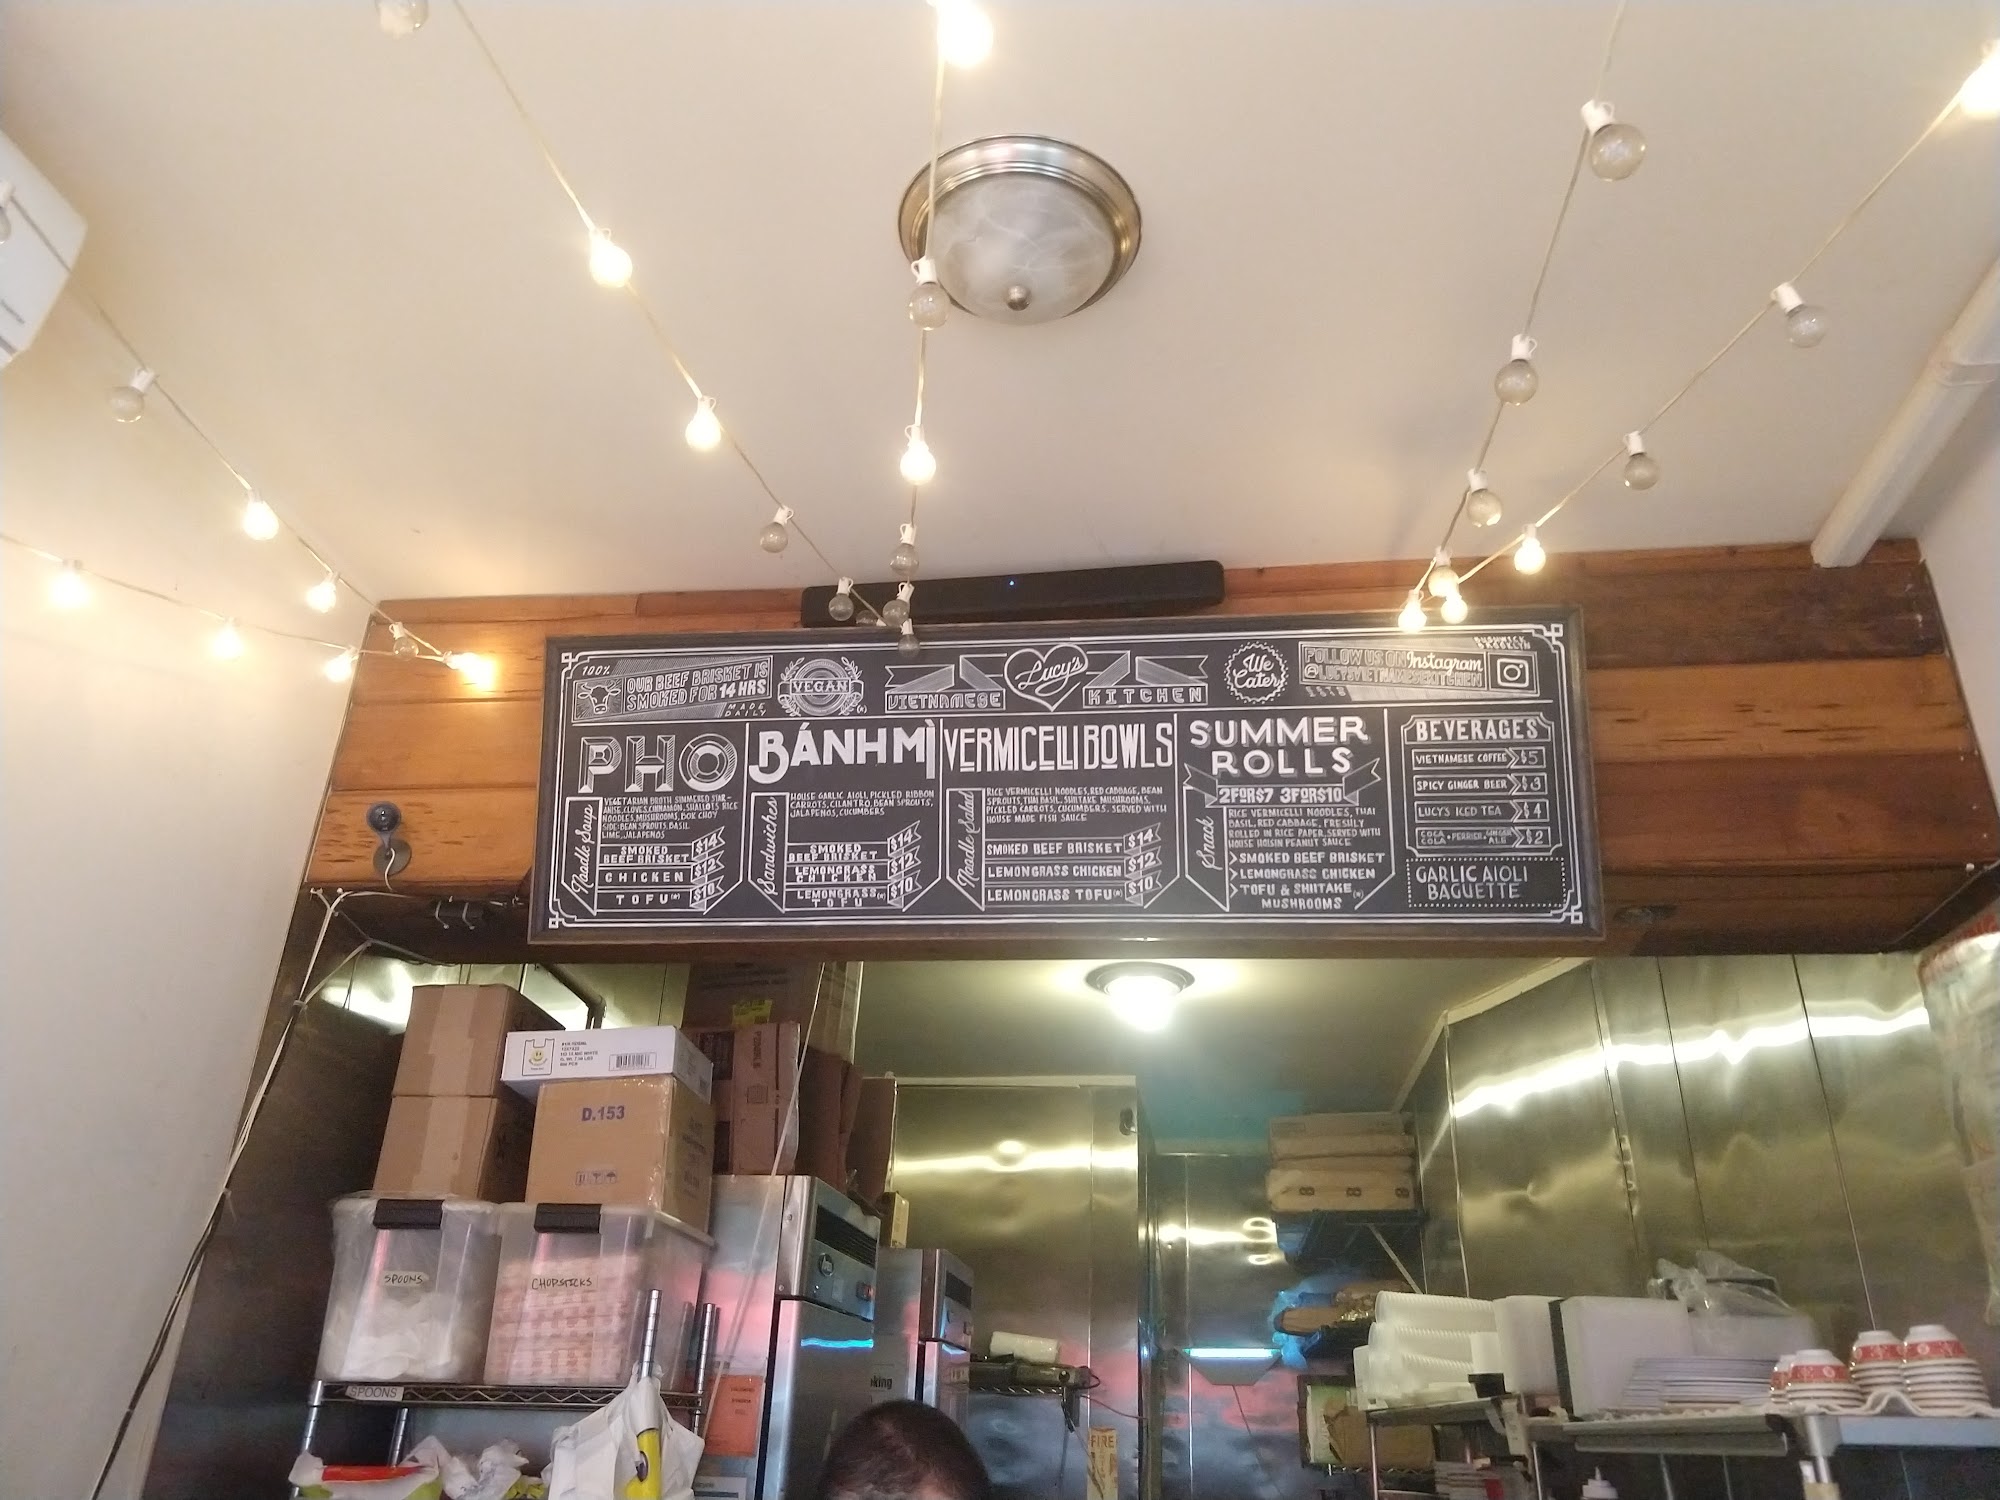 100%
OUR BEEF BRISKET IS
SMOKED FOR 14 HRS
MADE
DAILY
VEGAN
(*)
Lucy's
VIETNAMESE KITCHEN
We
Cater
BUSHWICK
BROOKLYN
FOLLOW US ON Instagram
@LUCYSVIETNAMESEKITCHEN
PHO
Noodle Soup
VEGETARIAN BROTH SIMMERED STAR-
ANISE, CLOVES, CINNAMON, SHALLOTS RICE
NOODLES, MUSHROOMS, BOK CHOY
SIDE: BEAN SPROUTS, BASIL
LIME, JALAPENOS
SMOKED
BEEF BRISKET $14
CHICKEN $12
TOFU(*) $10
BÁNH MÌ
Sandwichs
HOUSE GARLIC AIOLI, PICKLED RIBBON
CARROTS, CILANTRO, BEAN SPROUTS,
JALAPENOS, CUCUMBERS
SMOKED
BEEF BRISKET $14
LEMONGRASS
CHICKEN $12
LEMONGRASS(*)
TOFU $10
VERMICELLI BOWLS
Noodle Salad
RICE VERMICELLI NOODLES, RED CABBAGE, BEAN
SPROUTS, THAI BASIL, SHIITAKE MUSHROOMS,
PICKLED CARROTS, CUCUMBERS. SERVED WITH
HOUSE MADE FISH SAUCE
SMOKED BEEF BRISKET $14
LEMONGRASS CHICKEN $12
LEMONGRASS TOFU(*) $10
SUMMER
ROLLS
2 FOR $7 3 FOR $10
Snack
RICE VERMICELLI NOODLES, THAI
BASIL, RED CABBAGE, FRESHLY
ROLLED IN RICE PAPER, SERVED WITH
HOUSE HOISIN PEANUT SAUCE
SMOKED BEEF BRISKET
LEMONGRASS CHICKEN
TOFU & SHIITAKE (*)
MUSHROOMS
BEVERAGES
VIETNAMESE COFFEE $5
SPICY GINGER BEER $3
LUCY'S ICED TEA $4
COCA COLA • PERRIER, GINGER ALE $2
GARLIC AIOLI
BAGUETTE
D.153
SPOONS
CHOPSTICKS
SPOONS
FIRE